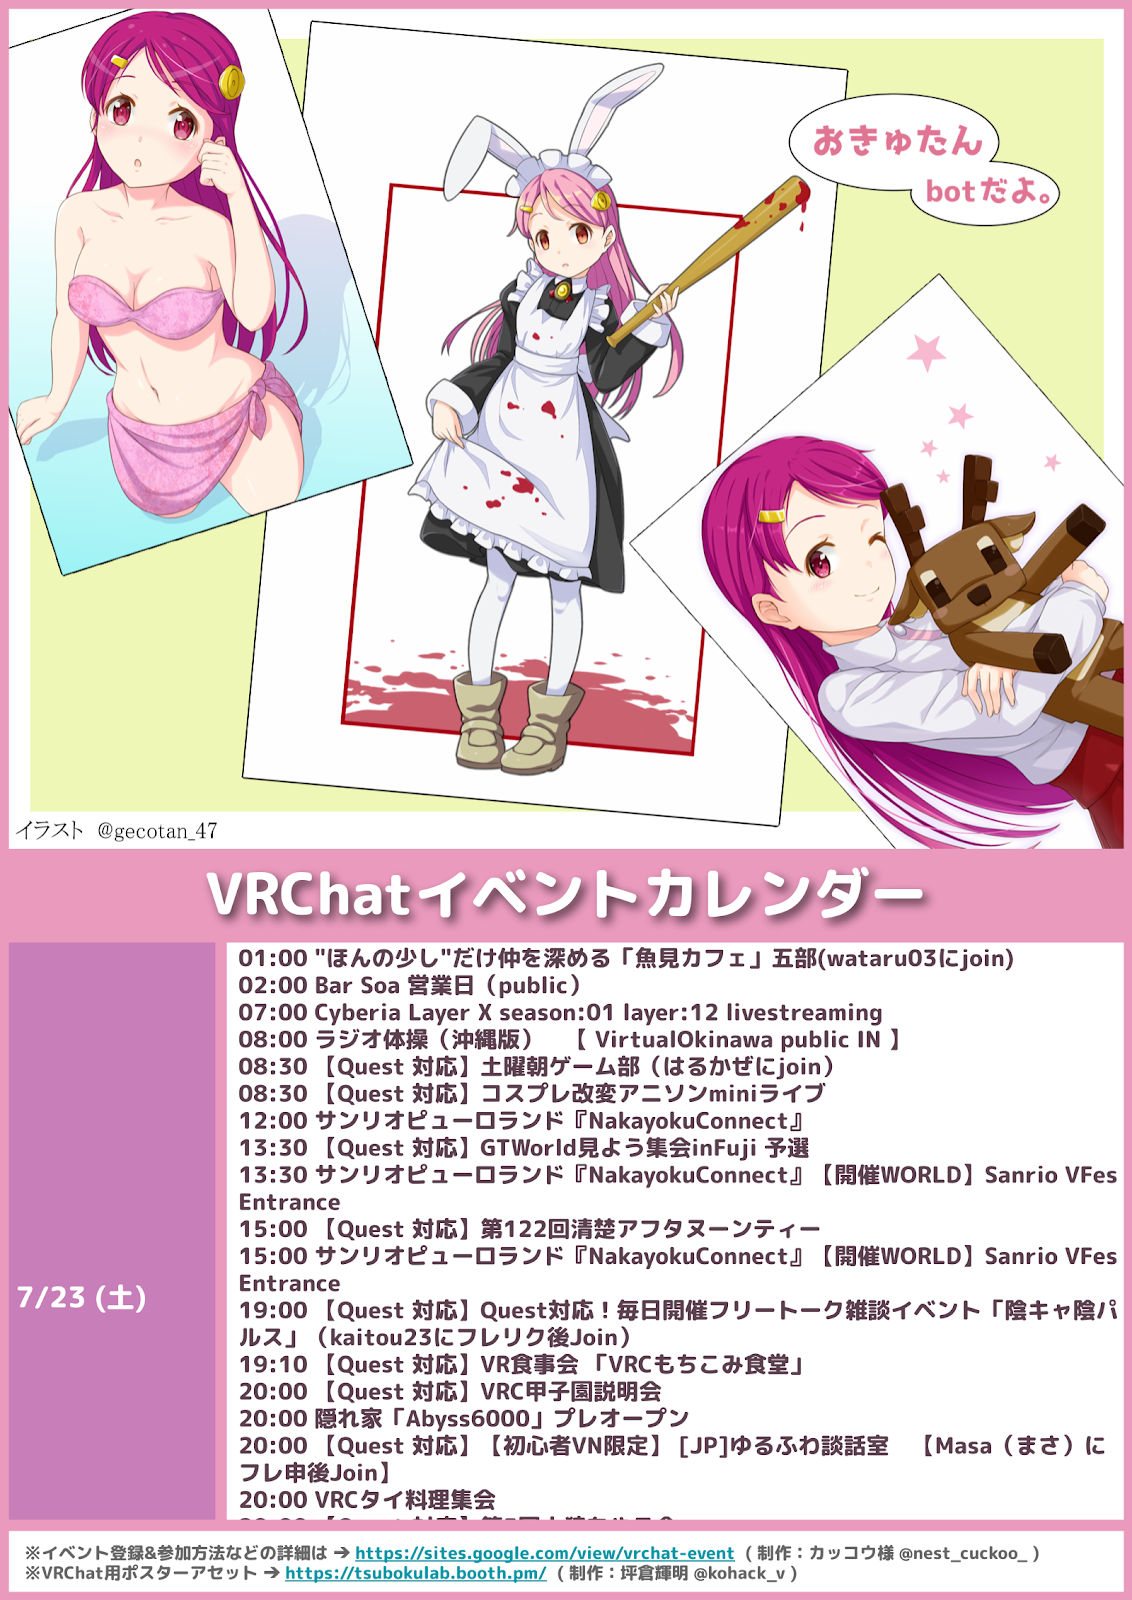 おきゅたん
botだよ。
イラスト @gecotan_47
VRChatイベントカレンダー
7/23 (土)
01:00 "ほんの少し"だけ仲を深める「魚見カフェ」五部(wataru03にjoin)
02:00 Bar Soa 営業日（public）
07:00 Cyberia Layer X season:01 layer:12 livestreaming
08:00 ラジオ体操（沖縄版）　【 VirtualOkinawa public IN 】
08:30 【Quest 対応】土曜朝ゲーム部（はるかぜにjoin）
08:30 【Quest 対応】コスプレ改変アニソンminiライブ
12:00 サンリオピューロランド『NakayokuConnect』
13:30 【Quest 対応】GTWorld見よう集会inFuji 予選
13:30 サンリオピューロランド『NakayokuConnect』【開催WORLD】Sanrio VFes
Entrance
15:00 【Quest 対応】第122回清楚アフタヌーンティー
15:00 サンリオピューロランド『NakayokuConnect』【開催WORLD】Sanrio VFes
Entrance
19:00 【Quest 対応】Quest対応！毎日開催フリートーク雑談イベント「陰キャ陰パ
ルス」（kaitou23にフレリク後Join）
19:10 【Quest 対応】VR食事会 「VRCもちこみ食堂」
20:00 【Quest 対応】VRC甲子園説明会
20:00 隠れ家「Abyss6000」プレオープン
20:00 【Quest 対応】【初心者VN限定】 [JP]ゆるふわ談話室　【Masa（まさ）に
フレ申後Join】
20:00 VRCタイ料理集会
※イベント登録&参加方法などの詳細は ➔ https://sites.google.com/view/vrchat-event （ 制作：カッコウ様 @nest_cuckoo_ ）
※VRChat用ポスターアセット ➔ https://tsubokulab.booth.pm/ （ 制作：坪倉輝明 @kohack_v ）